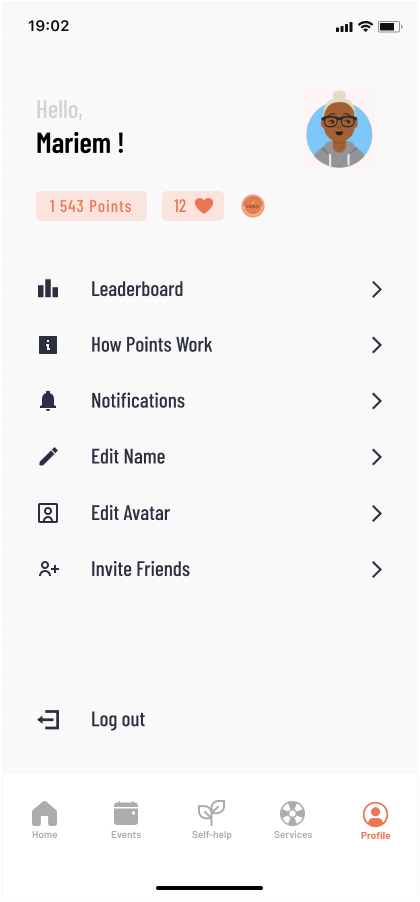 19:02
Hello,
Mariem !
1 543 Points
12
Leaderboard
How Points Work
Notifications
Edit Name
Edit Avatar
Invite Friends
Log out
Home
Events
Self-help
Services
Profile